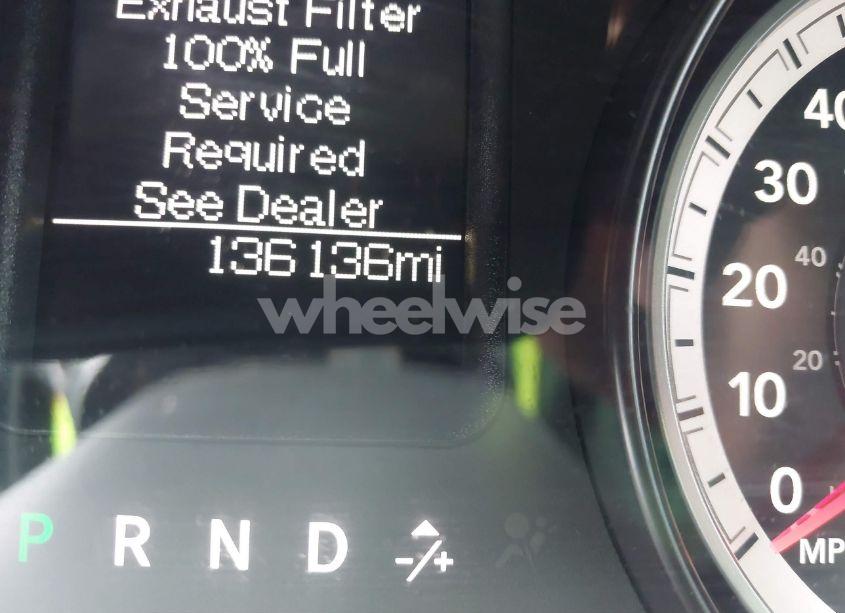 Exhaust Filter
100% Full
Service
Required
See Dealer
136136mi
wheelwise
40
30
40
20
20
10
0
MP
P R N D -/+